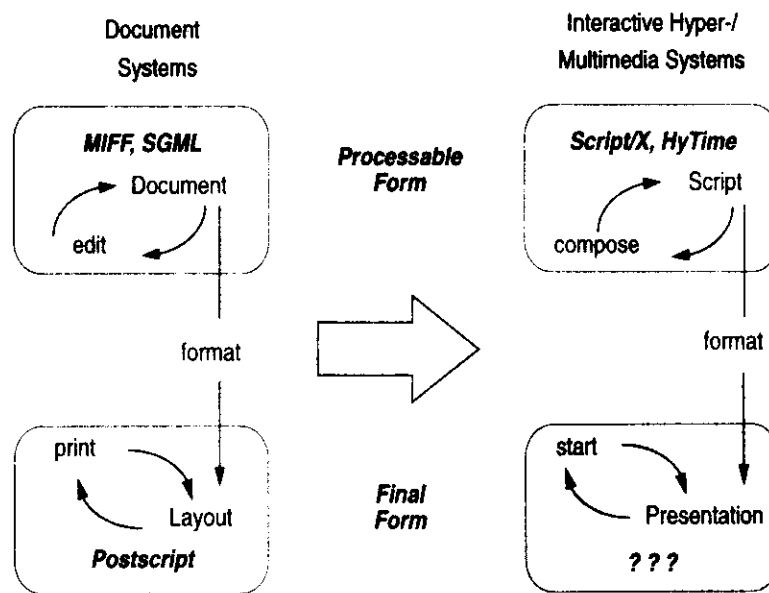 Document
Systems
Interactive Hyper-/
Multimedia Systems
MIFF, SGML
Document
edit
Processable
Form
Script/X, HyTime
Script
compose
format
format
print
Layout
Postscript
Final
Form
start
Presentation
? ? ?